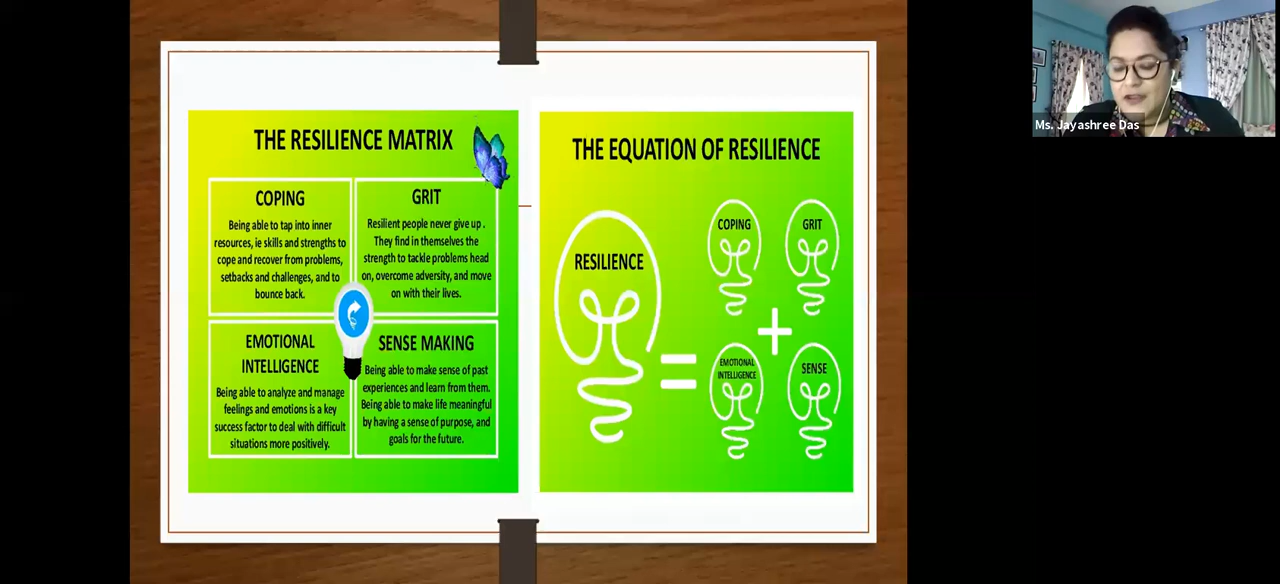 THE RESILIENCE MATRIX
COPING
Being able to tap into inner
resources, ie skills and strengths to
cope and recover from problems,
setbacks and challenges, and to
bounce back.
GRIT
Resilient people never give up .
They find in themselves the
strength to tackle problems head
on, overcome adversity, and move
on with their lives.
EMOTIONAL
INTELLIGENCE
Being able to analyze and manage
feelings and emotions is a key
success factor to deal with difficult
situations more positively.
SENSE MAKING
Being able to make sense of past
experiences and learn from them.
Being able to make life meaningful
by having a sense of purpose, and
goals for the future.
THE EQUATION OF RESILIENCE
RESILIENCE
=
COPING
GRIT
+
EMOTIONAL
INTELLIGENCE
SENSE
Ms. Jayashree Das